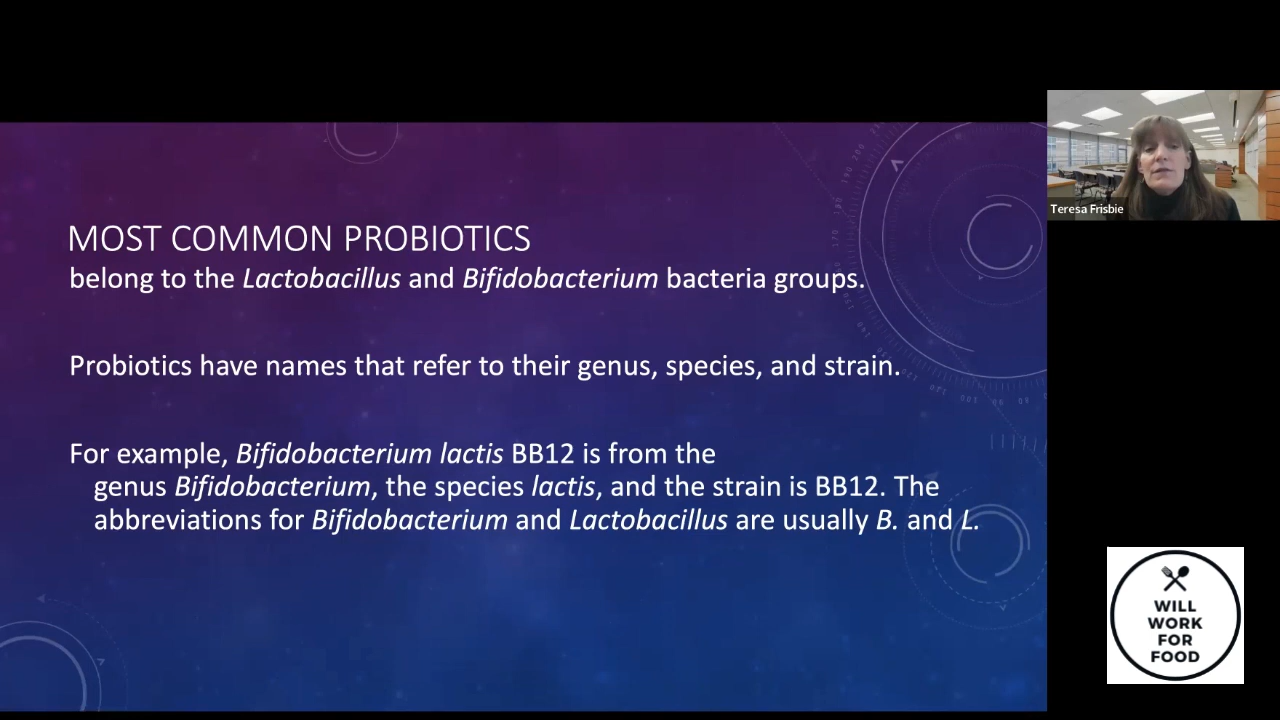 MOST COMMON PROBIOTICS
belong to the Lactobacillus and Bifidobacterium bacteria groups.
Probiotics have names that refer to their genus, species, and strain.
For example, Bifidobacterium lactis BB12 is from the
genus Bifidobacterium, the species lactis, and the strain is BB12. The
abbreviations for Bifidobacterium and Lactobacillus are usually B. and L.
Teresa Frisbie
WILL
WORK
FOR
FOOD